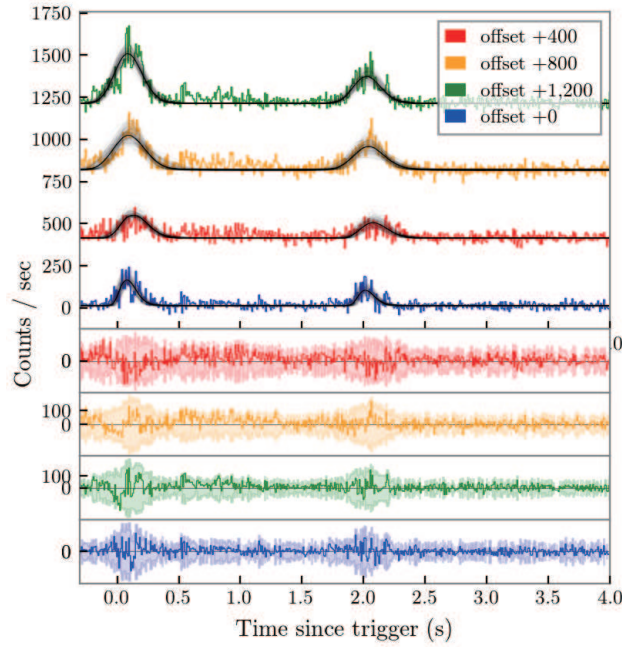 1750
1500
1250
1000
750
500
250
0
offset +400
offset +800
offset +1,200
offset +0
Counts / sec
0
0
100
0
100
0
0
0.0 0.5 1.0 1.5 2.0 2.5 3.0 3.5 4.0
Time since trigger (s)